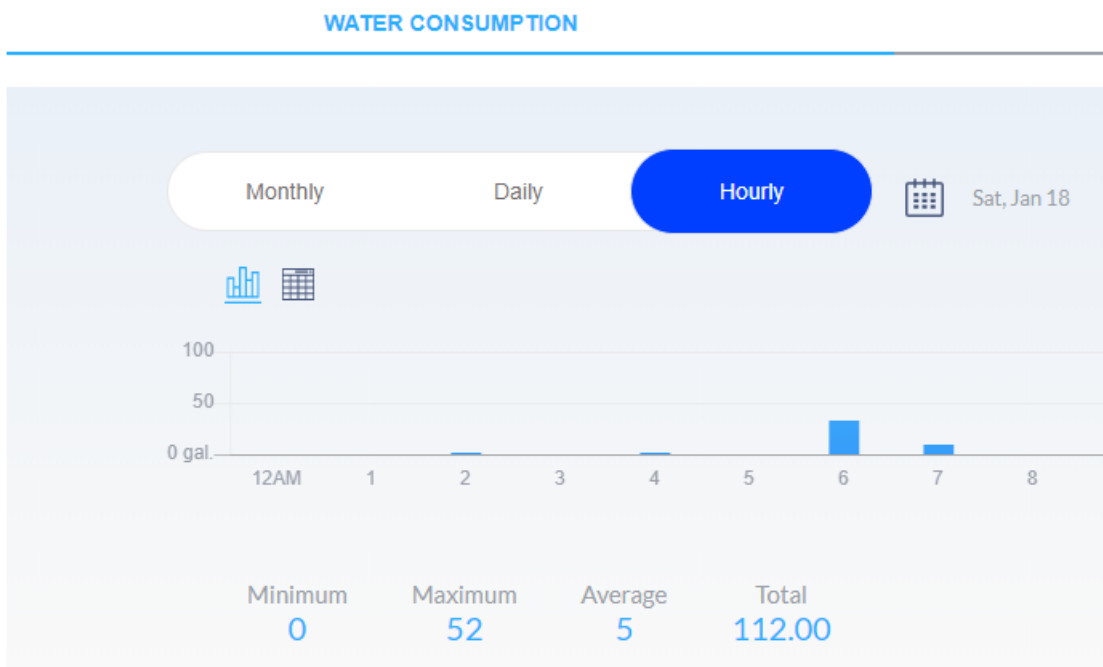 WATER CONSUMPTION
Monthly Daily Hourly Sat, Jan 18
100
50
0 gal.
12AM 1 2 3 4 5 6 7 8
Minimum Maximum Average Total
0 52 5 112.00